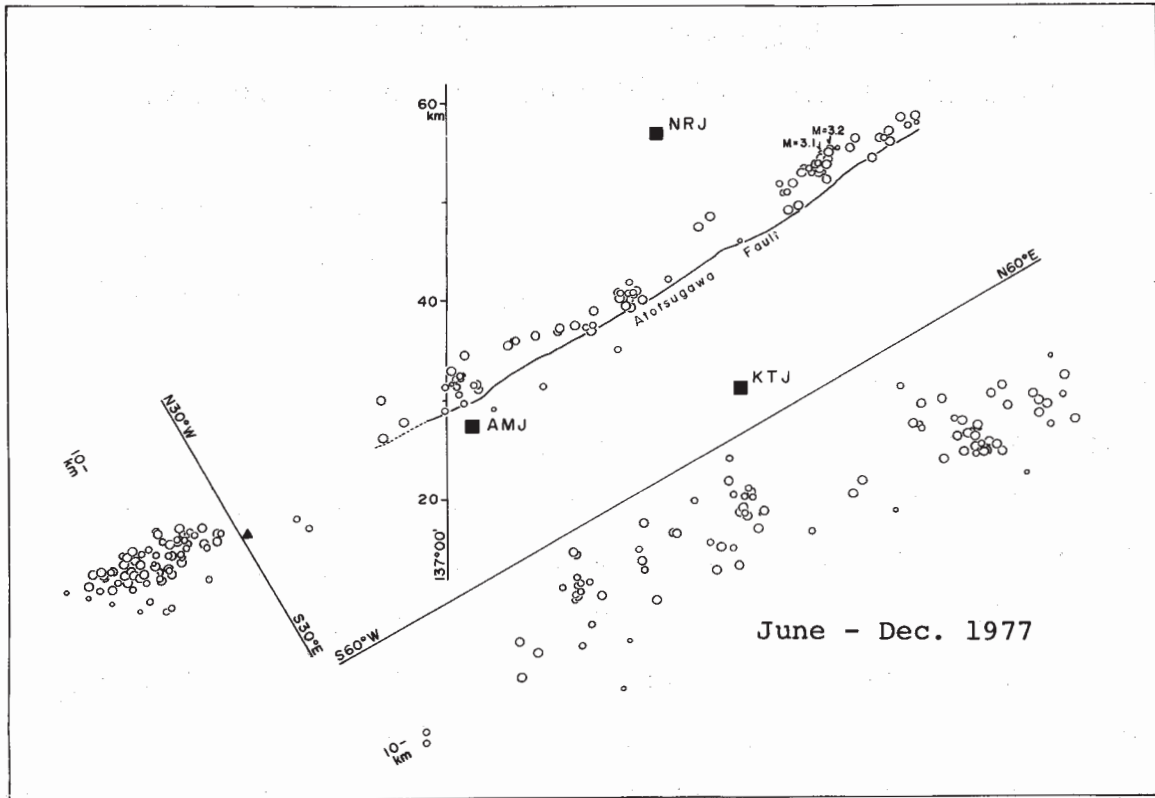 60
km
NRJ
M=3.2
M=3.1
Atotsugawa Fault
N60°E
40
KTJ
N30°W
AMJ
10-
km
20
137°00'
S30°E
S60°W
June - Dec. 1977
10-
km